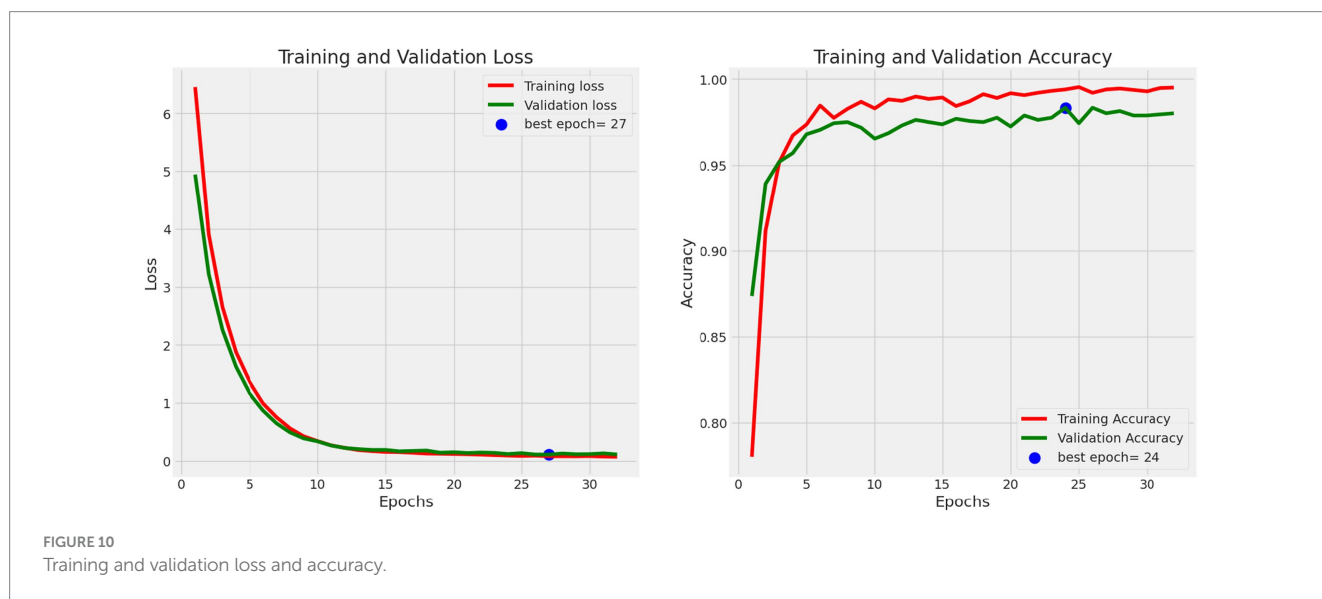 Training and Validation Loss
6
5
4
3
2
1
0
Loss
0
5
10
15
20
25
30
Epochs
Training loss
Validation loss
best epoch= 27
Training and Validation Accuracy
1.00
0.95
0.90
0.85
0.80
Accuracy
0
5
10
15
20
25
30
Epochs
Training Accuracy
Validation Accuracy
best epoch= 24
FIGURE 10
Training and validation loss and accuracy.